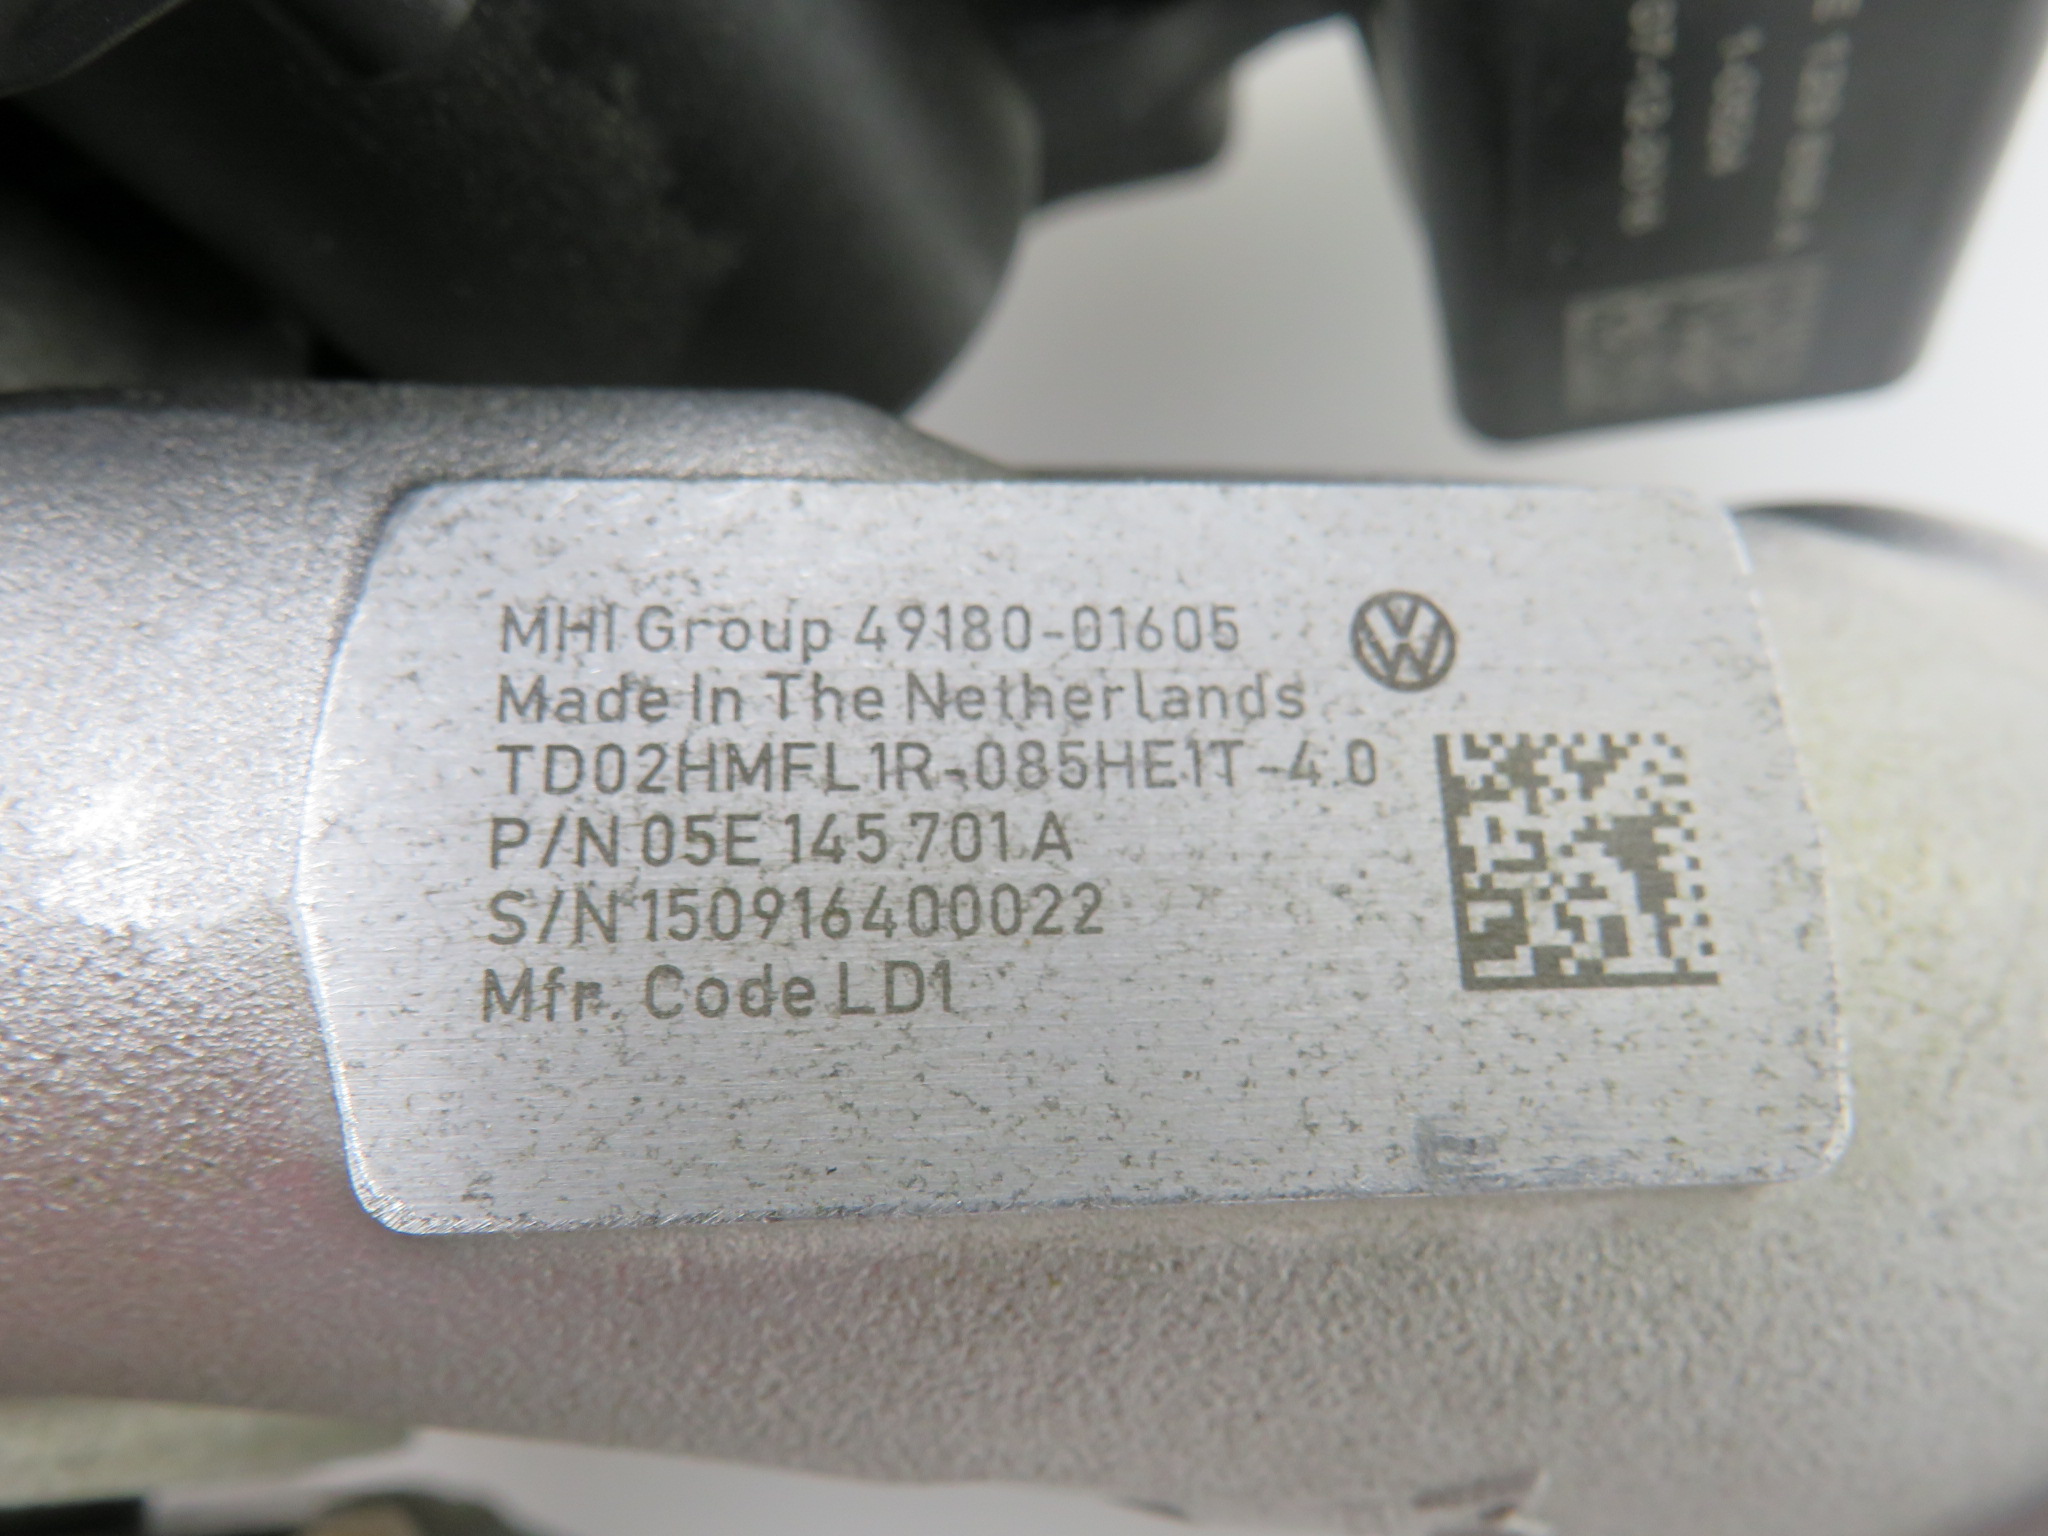 MHI Group 49180-01605
Made In The Netherlands
TD02HMFL1R-085HE1T-4.0
P/N 05E 145 701 A
S/N 150916400022
Mfr. Code LD1